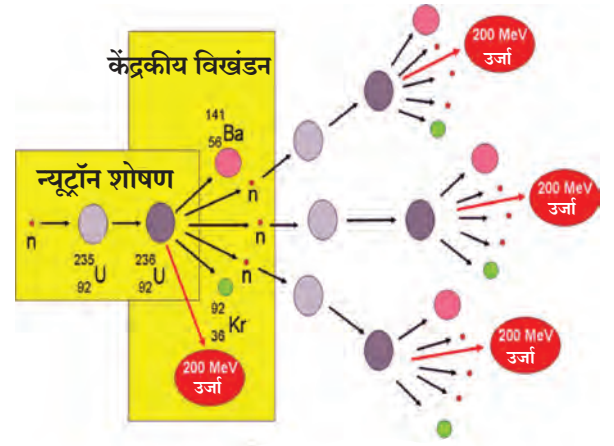 केंद्रकीय विखंडन
200 MeV
उर्जा
141
56 Ba
न्यूट्रॉन शोषण
n
n
n
n
235
92 U
236
92 U
92
36 Kr
200 MeV
उर्जा
200 MeV
उर्जा
200 MeV
उर्जा